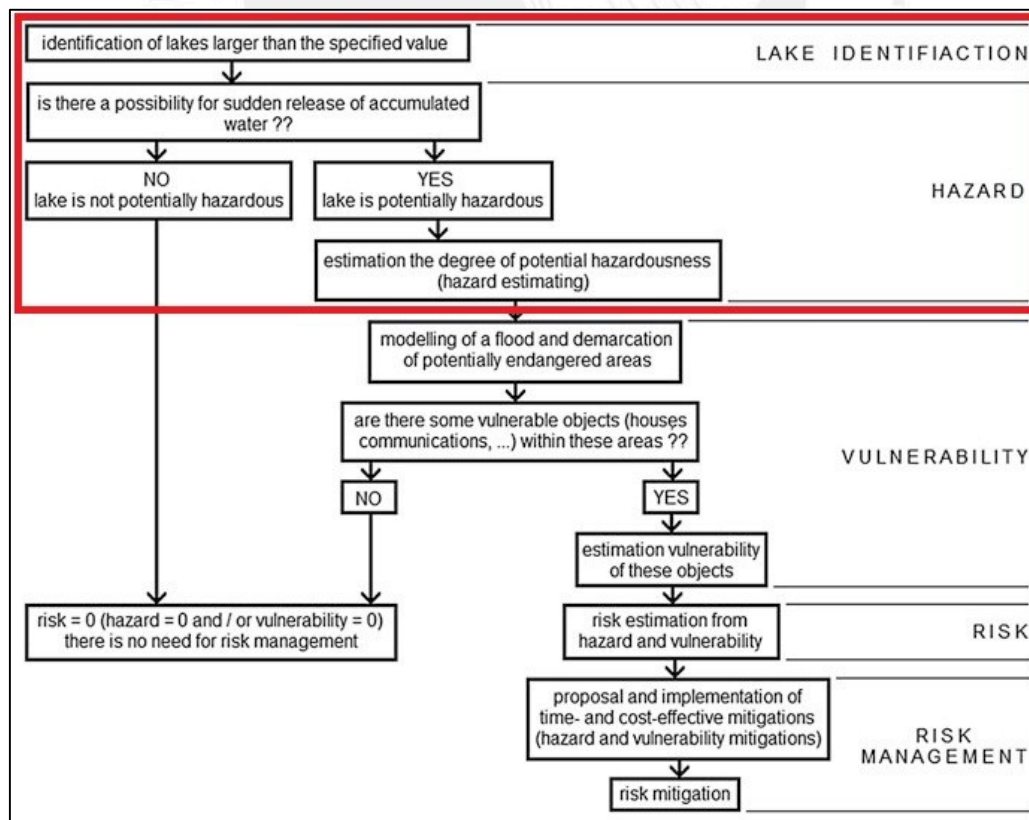 identification of lakes larger than the specified value
LAKE IDENTIFIACTION
is there a possibility for sudden release of accumulated
water ??
NO
lake is not potentially hazardous
YES
lake is potentially hazardous
HAZARD
estimation the degree of potential hazardousness
(hazard estimating)
modelling of a flood and demarcation
of potentially endangered areas
are there some vulnerable objects (houses
communications, ...) within these areas ??
VULNERABILITY
NO
YES
estimation vulnerability
of these objects
risk = 0 (hazard = 0 and / or vulnerability = 0)
there is no need for risk management
risk estimation from
hazard and vulnerability
RISK
proposal and implementation of
time- and cost-effective mitigations
(hazard and vulnerability mitigations)
RISK
MANAGEMENT
risk mitigation